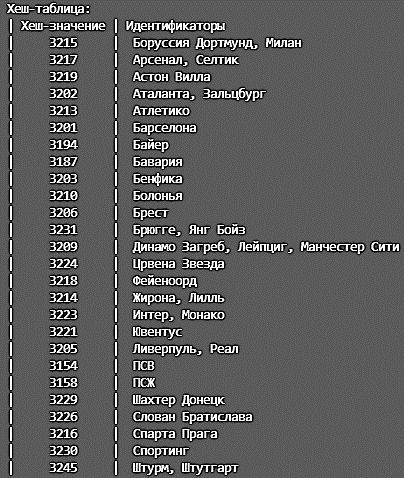 Хеш-таблица:
| Хеш-значение | Идентификаторы
| 3215 | Боруссия Дортмунд, Милан
| 3217 | Арсенал, Селтик
| 3219 | Астон Вилла
| 3202 | Аталанта, Зальцбург
| 3213 | Атлетико
| 3201 | Барселона
| 3194 | Байер
| 3187 | Бавария
| 3203 | Бенфика
| 3210 | Болонья
| 3206 | Брест
| 3231 | Брюгге, Янг Бойз
| 3209 | Динамо Загреб, Лейпциг, Манчестер Сити
| 3224 | Црвена Звезда
| 3218 | Фейеноорд
| 3214 | Жирона, Лилль
| 3223 | Интер, Монако
| 3221 | Ювентус
| 3205 | Ливерпуль, Реал
| 3154 | ПСВ
| 3158 | ПСЖ
| 3229 | Шахтер Донецк
| 3226 | Слован Братислава
| 3216 | Спарта Прага
| 3230 | Спортинг
| 3245 | Штурм, Штутгарт